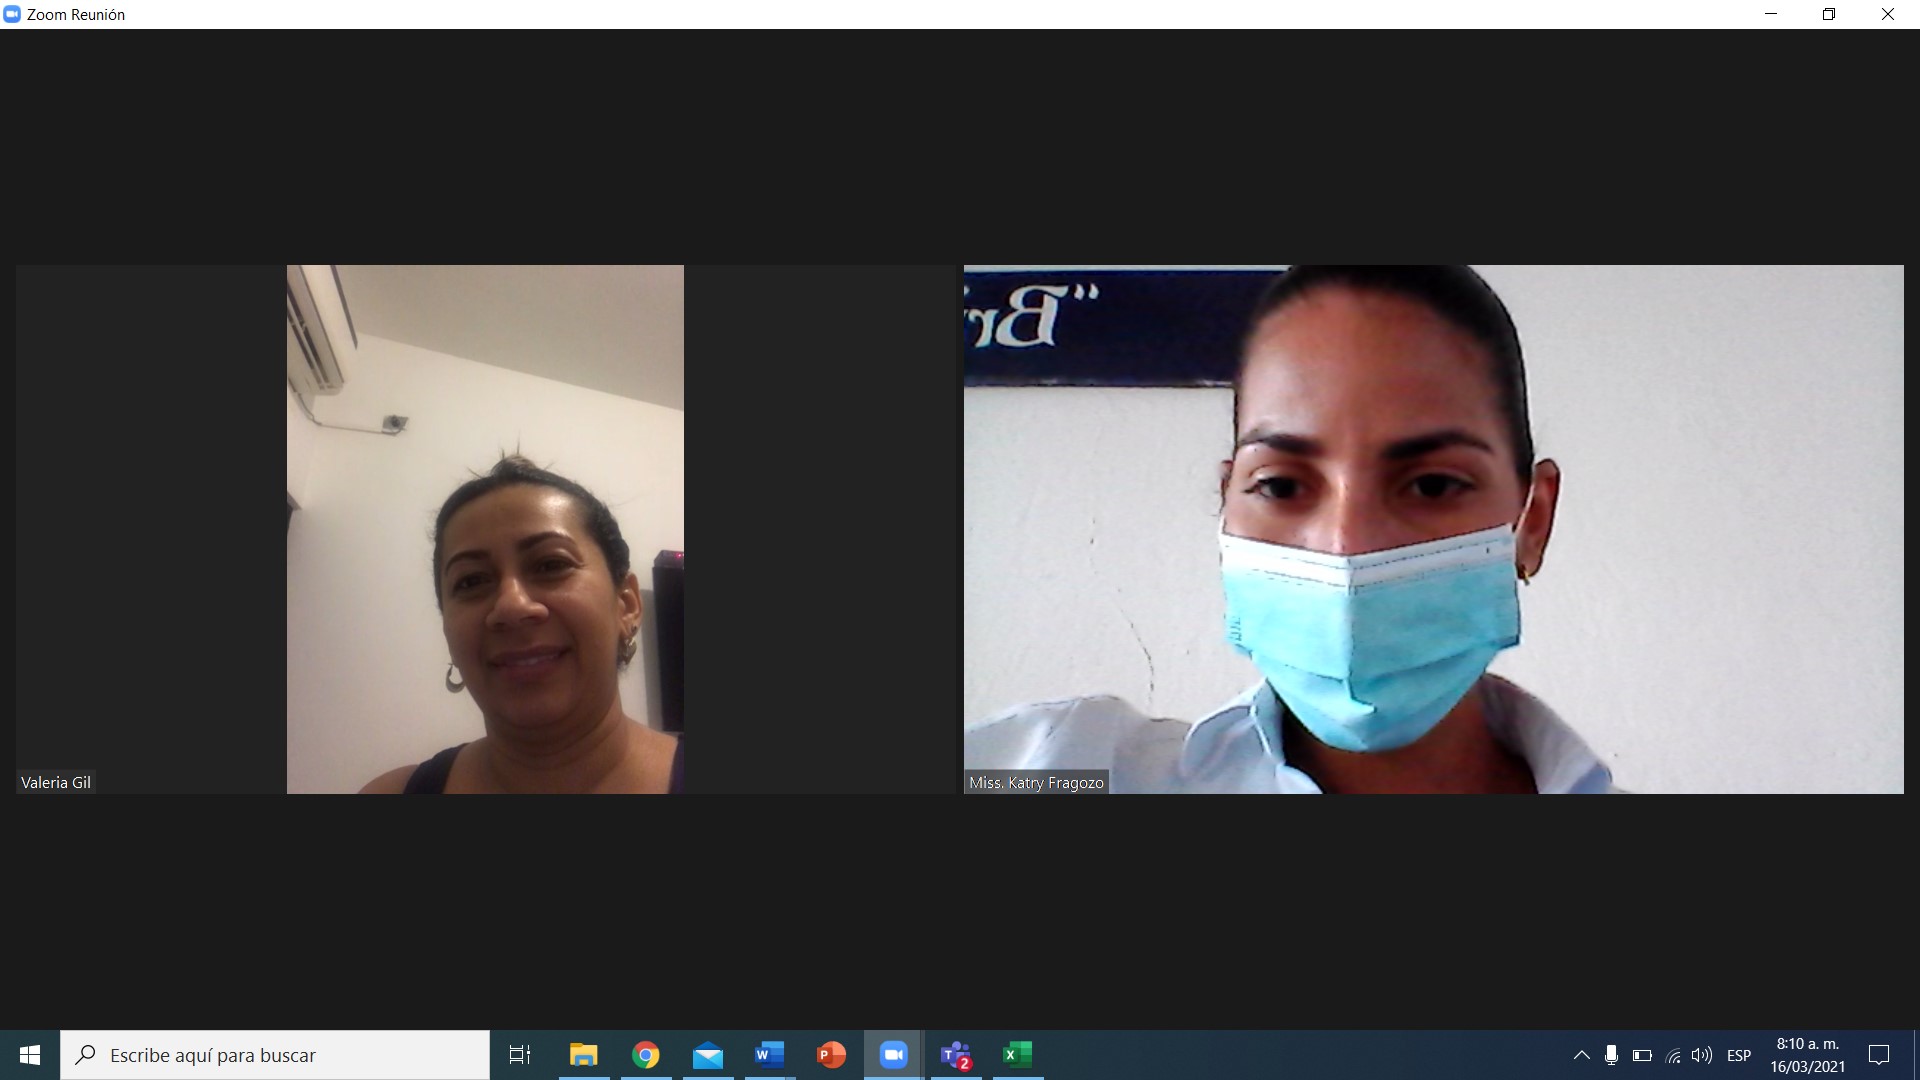 Zoom Reunión
"Br
Valeria Gil
Miss. Katry Fragozo
Escribe aquí para buscar
2
ESP
8:10 a. m.
16/03/2021